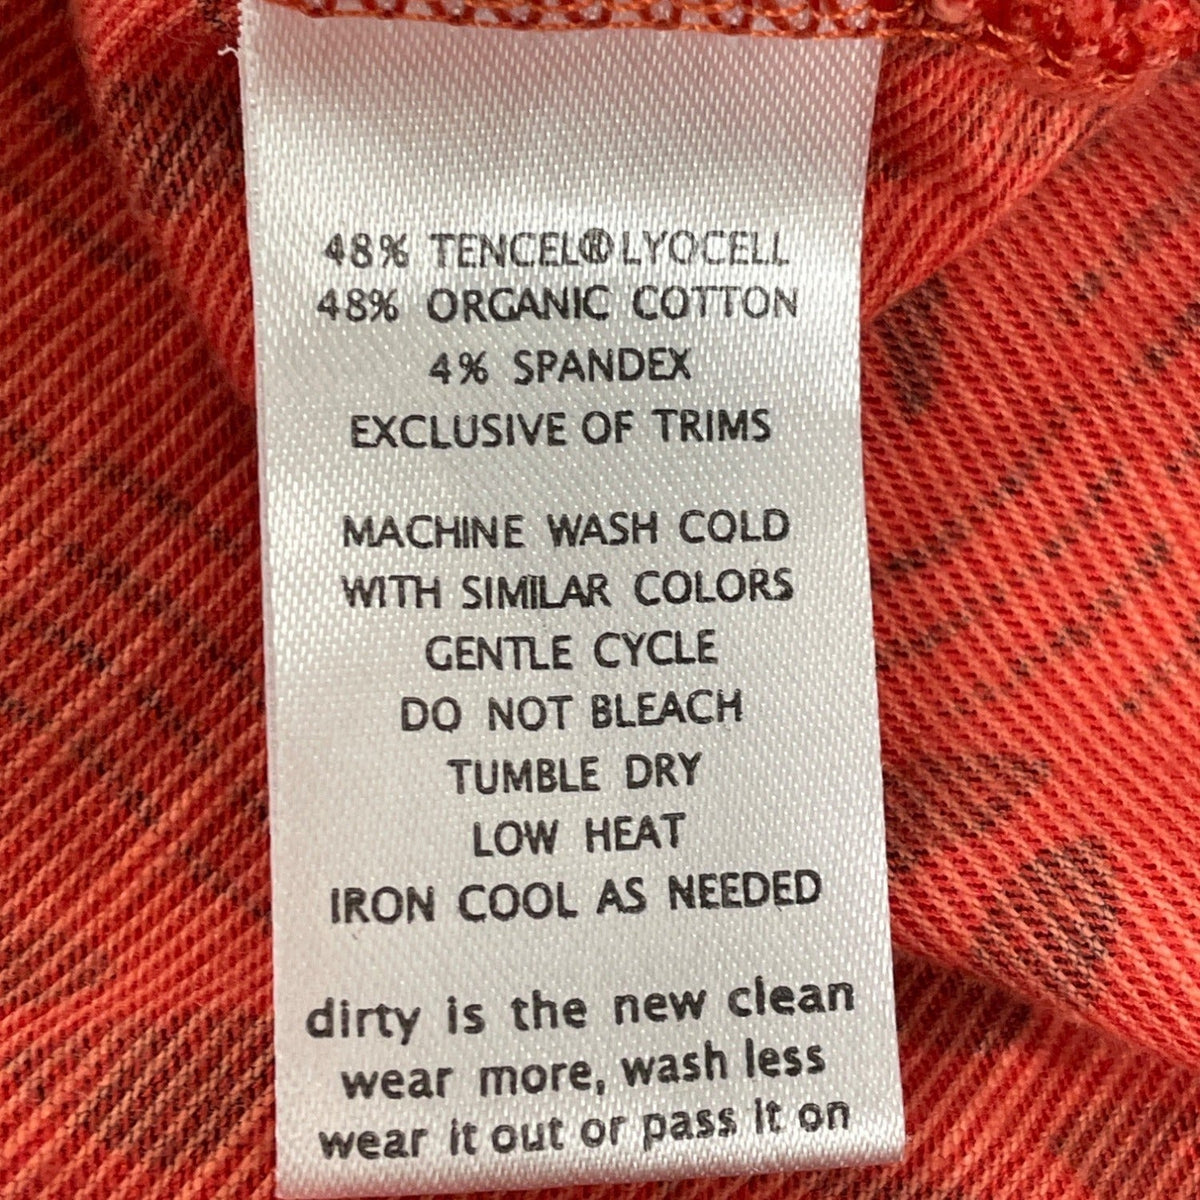 48% TENCEL® LYOCELL
48% ORGANIC COTTON
4% SPANDEX
EXCLUSIVE OF TRIMS
MACHINE WASH COLD
WITH SIMILAR COLORS
GENTLE CYCLE
DO NOT BLEACH
TUMBLE DRY
LOW HEAT
IRON COOL AS NEEDED
dirty is the new clean
wear more, wash less
wear it out or pass it on